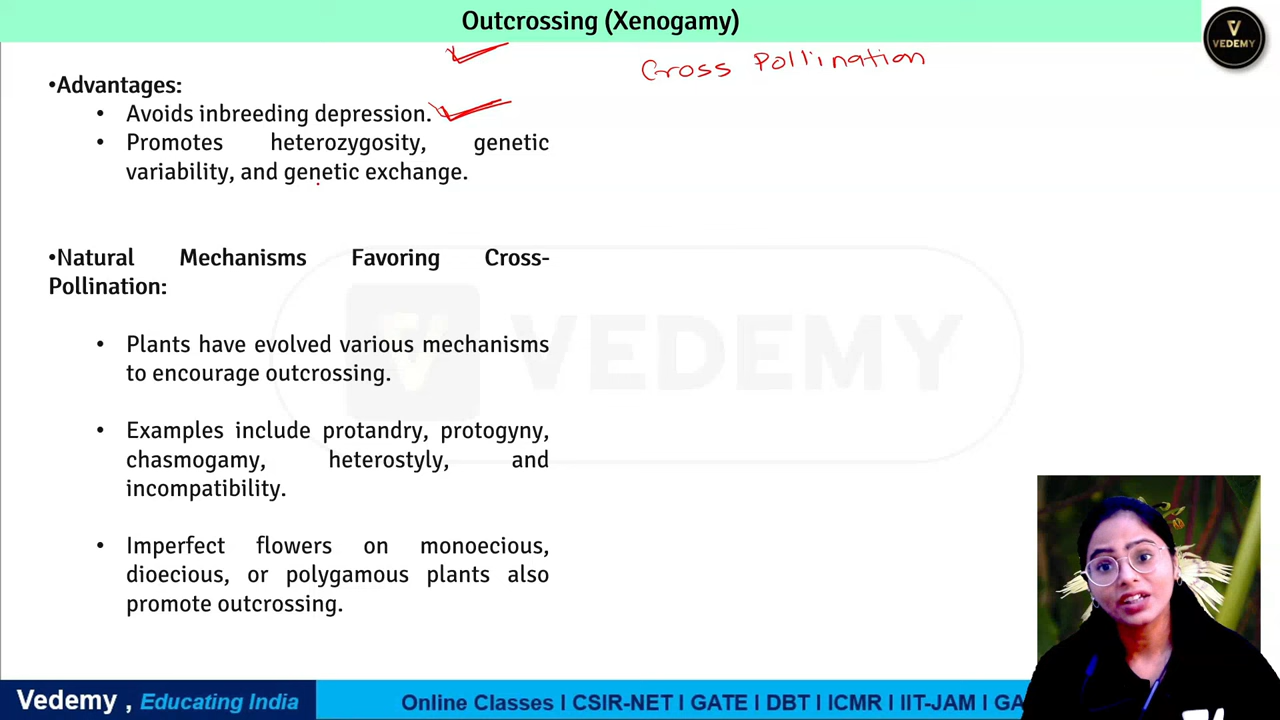 Outcrossing (Xenogamy)
VEDEMY
Cross Pollination
•Advantages:
• Avoids inbreeding depression.
• Promotes heterozygosity, genetic
variability, and genetic exchange.
•Natural Mechanisms Favoring Cross-
Pollination:
VEDEMY
• Plants have evolved various mechanisms
to encourage outcrossing.
• Examples include protandry, protogyny,
chasmogamy, heterostyly, and
incompatibility.
• Imperfect flowers on monoecious,
dioecious, or polygamous plants also
promote outcrossing.
Vedemy , Educating India
Online Classes I CSIR-NET I GATE I DBT I ICMR I IIT-JAM I GA